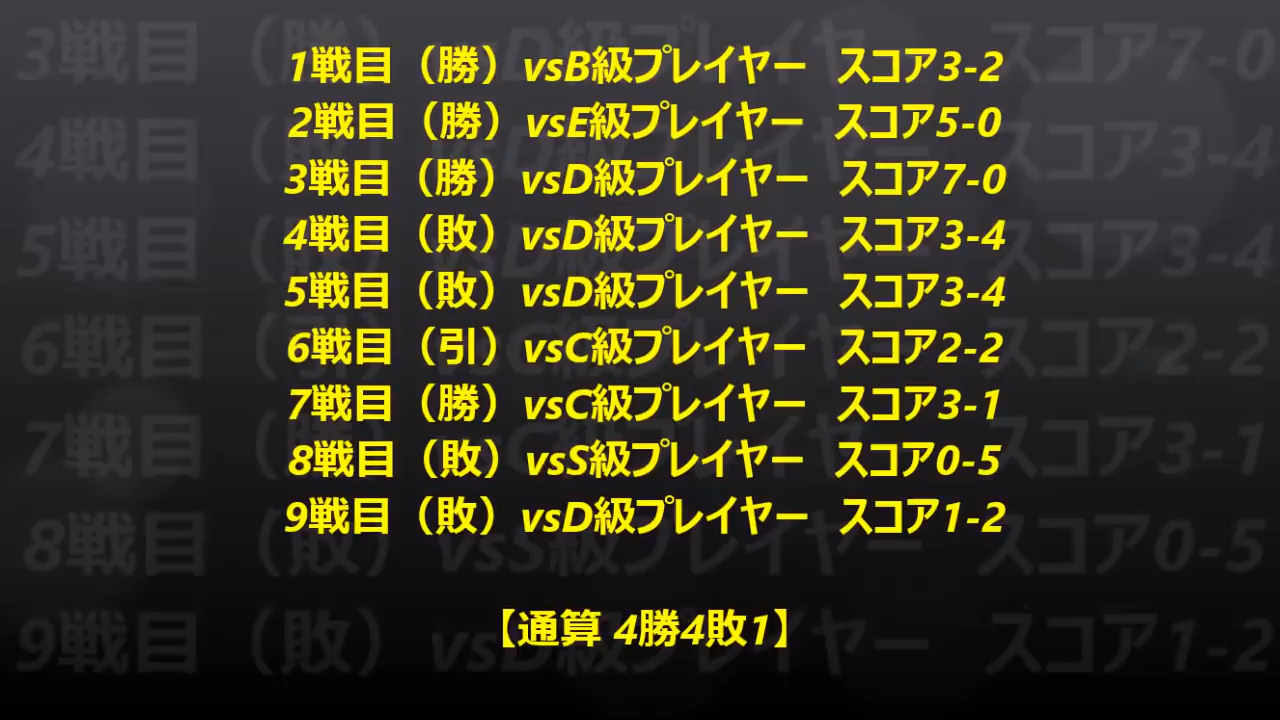 1戦目（勝）vsB級プレイヤー　スコア3-2
2戦目（勝）vsE級プレイヤー　スコア5-0
3戦目（勝）vsD級プレイヤー　スコア7-0
4戦目（敗）vsD級プレイヤー　スコア3-4
5戦目（敗）vsD級プレイヤー　スコア3-4
6戦目（引）vsC級プレイヤー　スコア2-2
7戦目（勝）vsC級プレイヤー　スコア3-1
8戦目（敗）vsS級プレイヤー　スコア0-5
9戦目（敗）vsD級プレイヤー　スコア1-2
【通算 4勝4敗1】